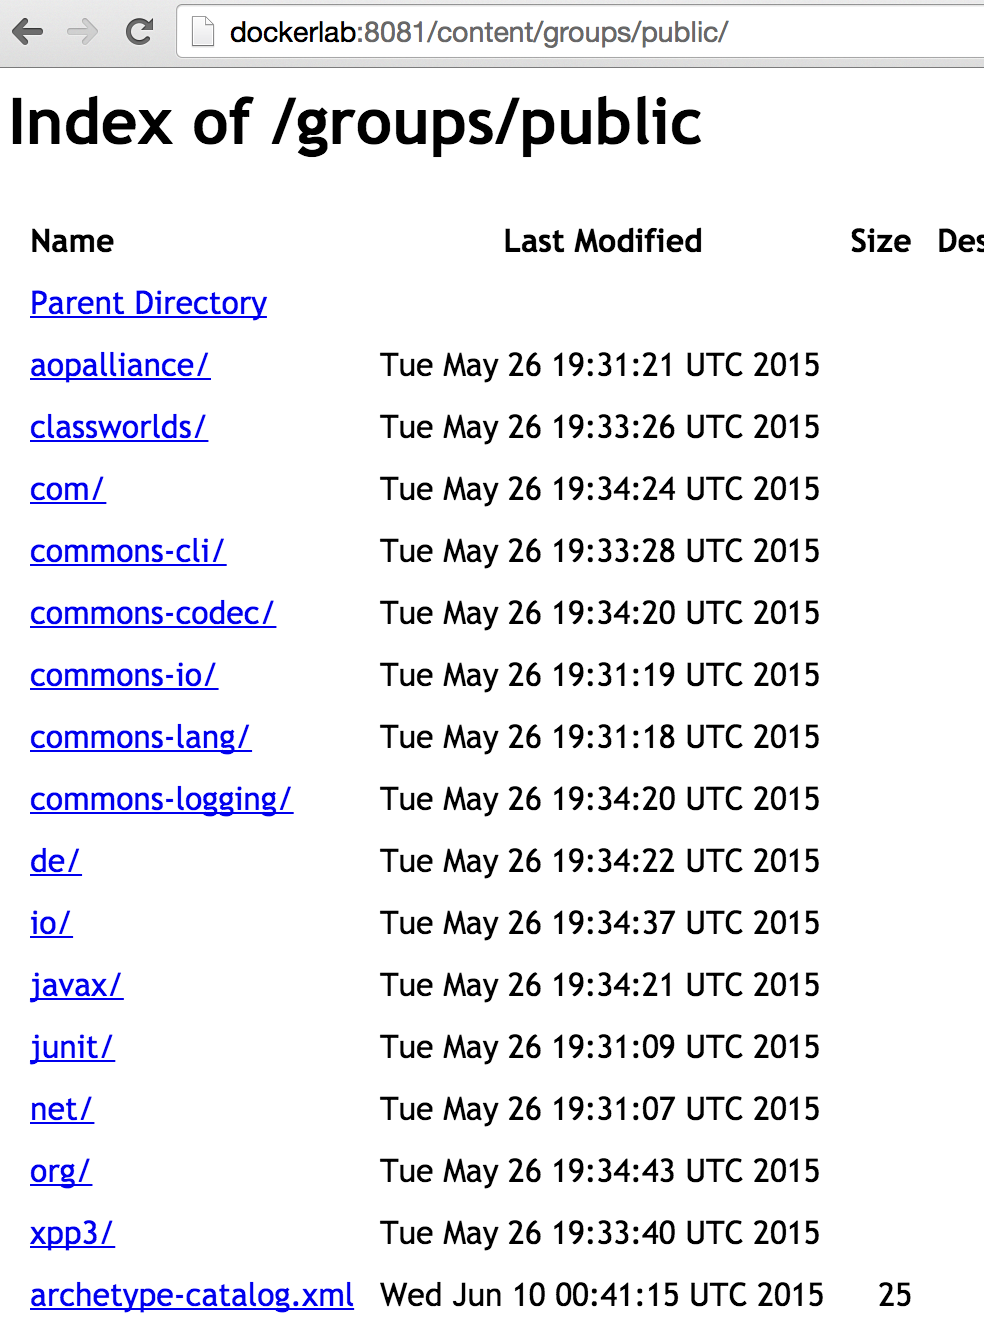 dockerlab:8081/content/groups/public/
Index of /groups/public
Name Last Modified Size Des
Parent Directory
aopalliance/ Tue May 26 19:31:21 UTC 2015
classworlds/ Tue May 26 19:33:26 UTC 2015
com/ Tue May 26 19:34:24 UTC 2015
commons-cli/ Tue May 26 19:33:28 UTC 2015
commons-codec/ Tue May 26 19:34:20 UTC 2015
commons-io/ Tue May 26 19:31:19 UTC 2015
commons-lang/ Tue May 26 19:31:18 UTC 2015
commons-logging/ Tue May 26 19:34:20 UTC 2015
de/ Tue May 26 19:34:22 UTC 2015
io/ Tue May 26 19:34:37 UTC 2015
javax/ Tue May 26 19:34:21 UTC 2015
junit/ Tue May 26 19:31:09 UTC 2015
net/ Tue May 26 19:31:07 UTC 2015
org/ Tue May 26 19:34:43 UTC 2015
xpp3/ Tue May 26 19:33:40 UTC 2015
archetype-catalog.xml Wed Jun 10 00:41:15 UTC 2015 25